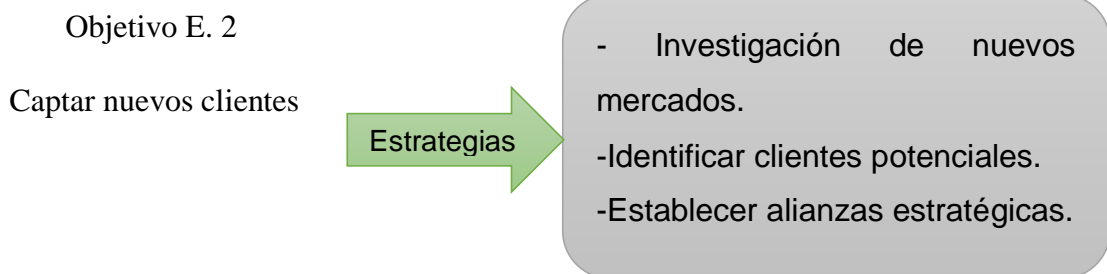 Objetivo E. 2
Captar nuevos clientes
Estrategias
- Investigación de nuevos
mercados.
-Identificar clientes potenciales.
-Establecer alianzas estratégicas.